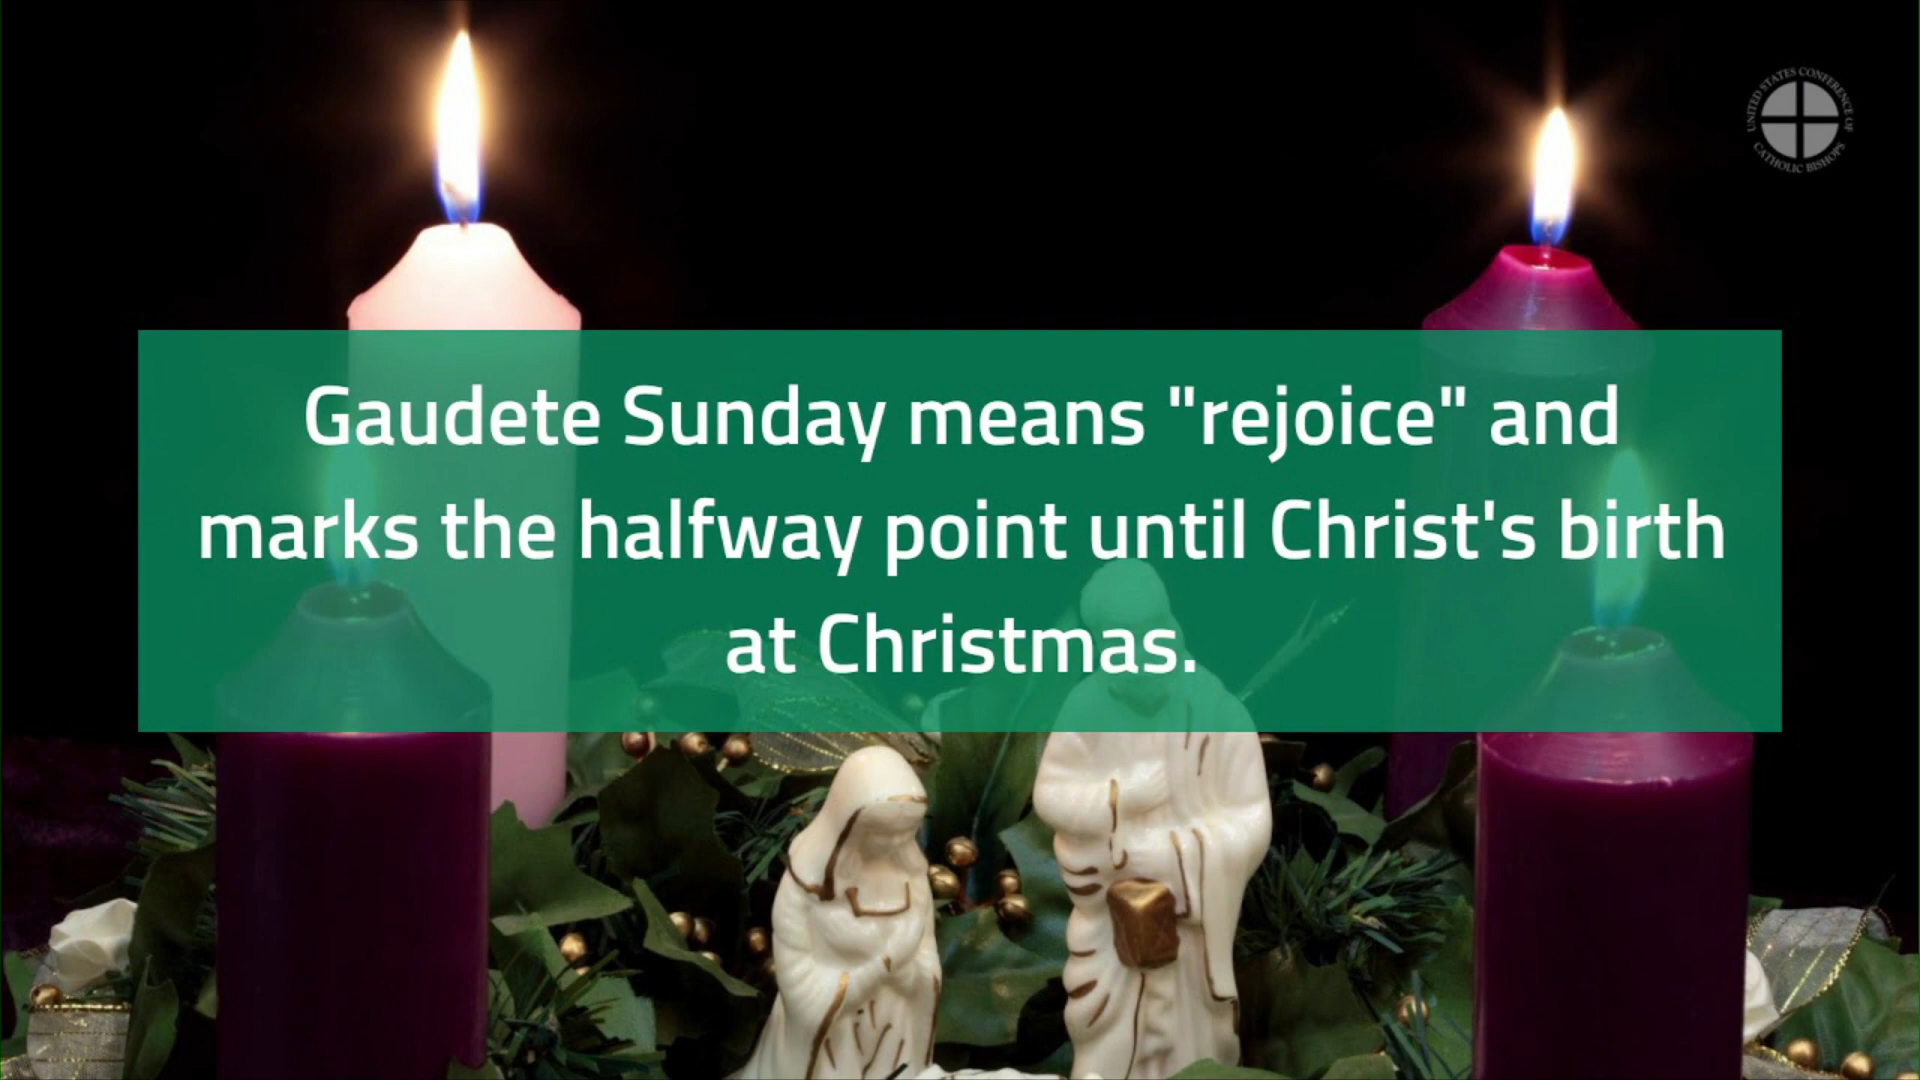 UNITED STATES CONFERENCE OF
CATHOLIC BISHOPS
Gaudete Sunday means "rejoice" and
marks the halfway point until Christ's birth
at Christmas.